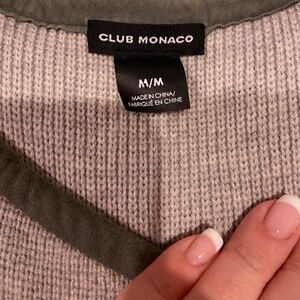 CLUB MONACO
M/M
MADE IN CHINA/
FABRIQUÉ EN CHINE